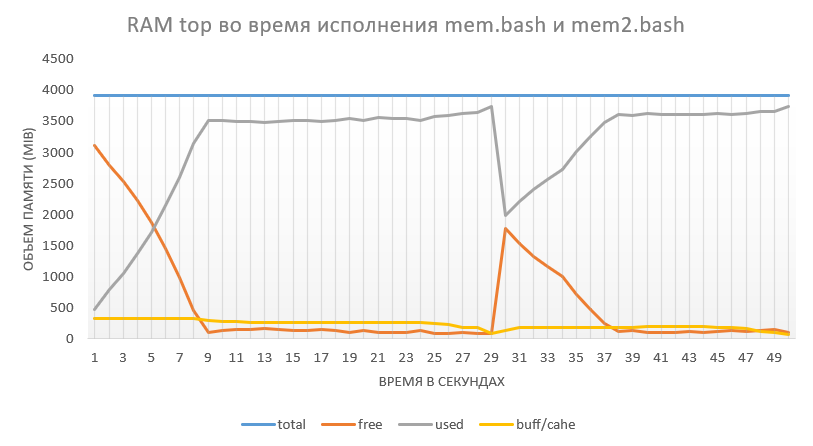 RAM top во время исполнения mem.bash и mem2.bash
4500
4000
3500
3000
2500
2000
1500
1000
500
0
ОБЪЕМ ПАМЯТИ (MIB)
1 3 5 7 9 11 13 15 17 19 21 23 25 27 29 31 33 35 37 39 41 43 45 47 49
ВРЕМЯ В СЕКУНДАХ
total free used buff/cahe